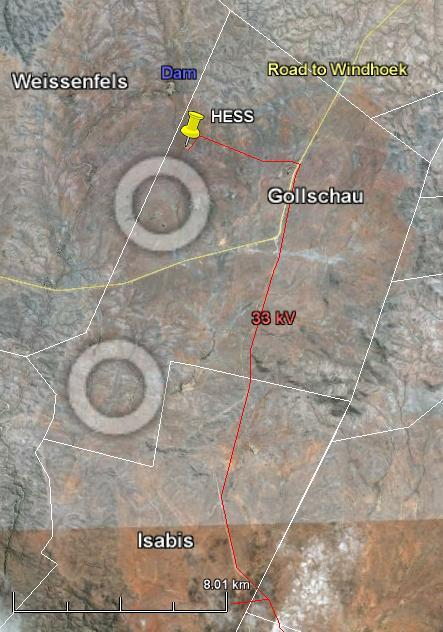 Dam
Road to Windhoek
Weissenfels
HESS
Gollschau
33 kV
Isabis
8.01 km